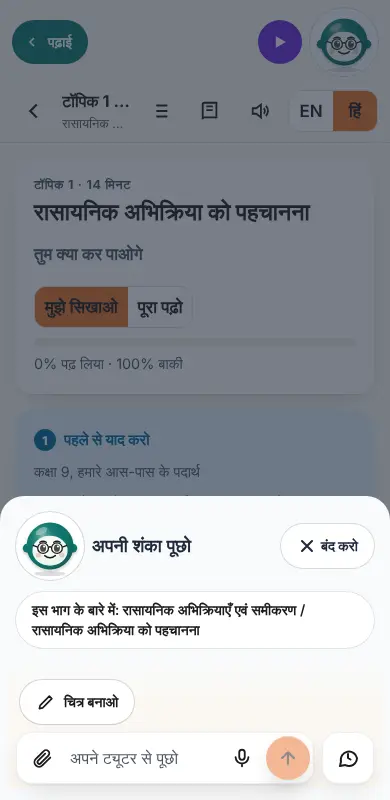 पढ़ाई
टॉपिक 1 ...
रासायनिक ...
EN
हिं
टॉपिक 1 · 14 मिनट
रासायनिक अभिक्रिया को पहचानना
तुम क्या कर पाओगे
मुझे सिखाओ
पूरा पढ़ो
0% पढ़ लिया · 100% बाकी
1 पहले से याद करो
कक्षा 9, हमारे आस-पास के पदार्थ
अपनी शंका पूछो
बंद करो
इस भाग के बारे में: रासायनिक अभिक्रियाएँ एवं समीकरण /
रासायनिक अभिक्रिया को पहचानना
चित्र बनाओ
अपने ट्यूटर से पूछो